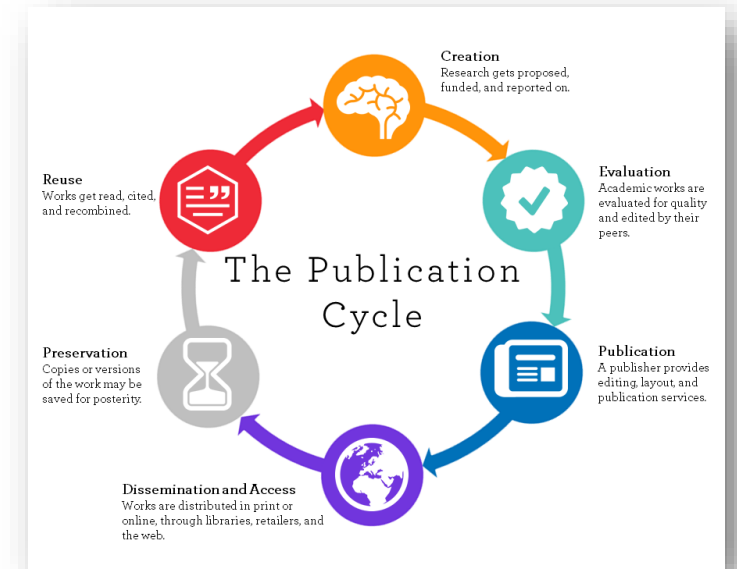 Creation
Research gets proposed,
funded, and reported on.
Evaluation
Academic works are
evaluated for quality
and edited by their
peers.
Publication
A publisher provides
editing, layout, and
publication services.
Dissemination and Access
Works are distributed in print or
online, through libraries, retailers, and
the web.
Preservation
Copies or versions
of the work may be
saved for posterity.
Reuse
Works get read, cited,
and recombined.
The Publication
Cycle